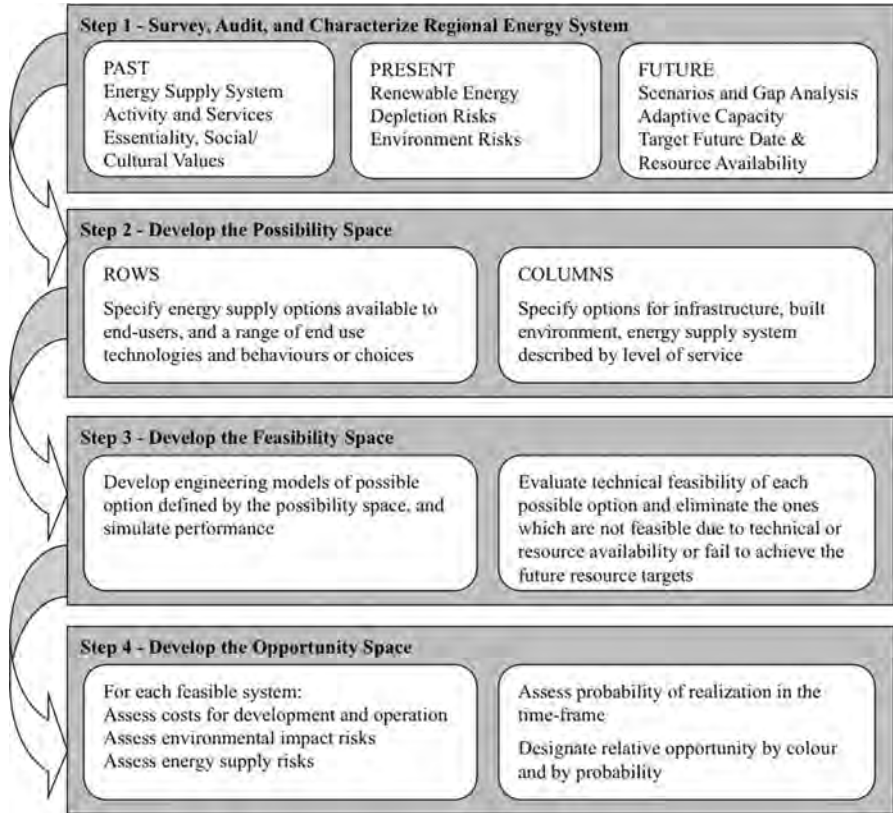 Step 1 - Survey, Audit, and Characterize Regional Energy System
PAST
Energy Supply System
Activity and Services
Essentiality, Social/
Cultural Values
PRESENT
Renewable Energy
Depletion Risks
Environment Risks
FUTURE
Scenarios and Gap Analysis
Adaptive Capacity
Target Future Date &
Resource Availability
Step 2 - Develop the Possibility Space
ROWS
Specify energy supply options available to
end-users, and a range of end use
technologies and behaviours or choices
COLUMNS
Specify options for infrastructure, built
environment, energy supply system
described by level of service
Step 3 - Develop the Feasibility Space
Develop engineering models of possible
option defined by the possibility space, and
simulate performance
Evaluate technical feasibility of each
possible option and eliminate the ones
which are not feasible due to technical or
resource availability or fail to achieve the
future resource targets
Step 4 - Develop the Opportunity Space
For each feasible system:
Assess costs for development and operation
Assess environmental impact risks
Assess energy supply risks
Assess probability of realization in the
time-frame
Designate relative opportunity by colour
and by probability